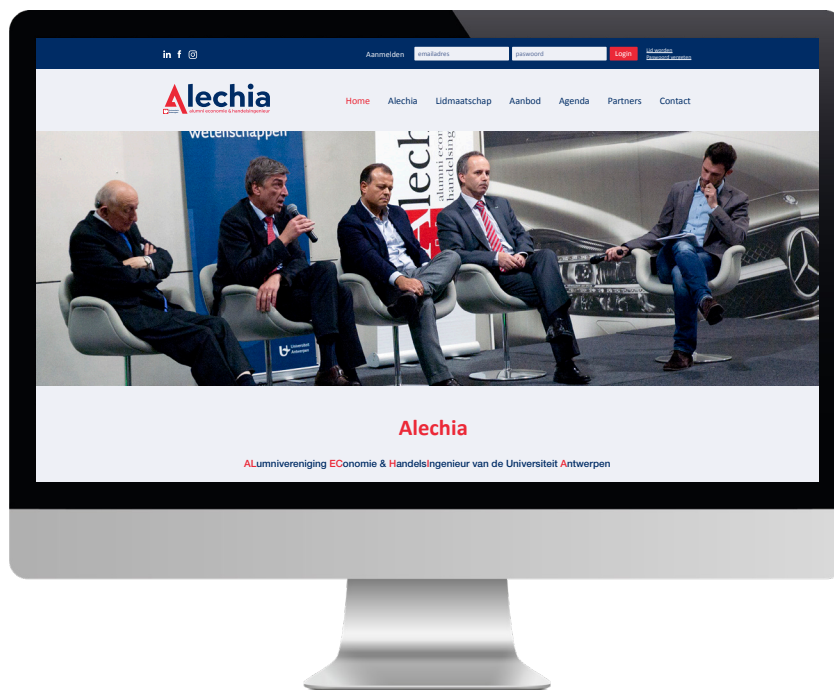 in f
Aanmelden emailadres paswoord Login
Lid worden
Paswoord vergeten
Alechia
alumni economie & handelsingenieur
Home Alechia Lidmaatschap Aanbod Agenda Partners Contact
wetenschappen
Alech
alumni econ
handelsing
Universiteit
Antwerpen
Alechia
ALumnivereniging EConomie & HandelsIngenieur van de Universiteit Antwerpen